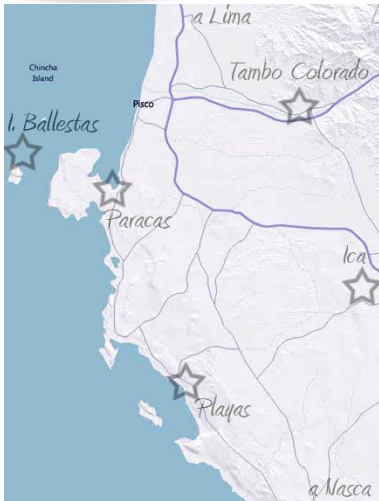 a Lima
Chincha
Island
Tambo Colorado
Pisco
I. Ballestas
Paracas
Ica
Playas
a Nasca